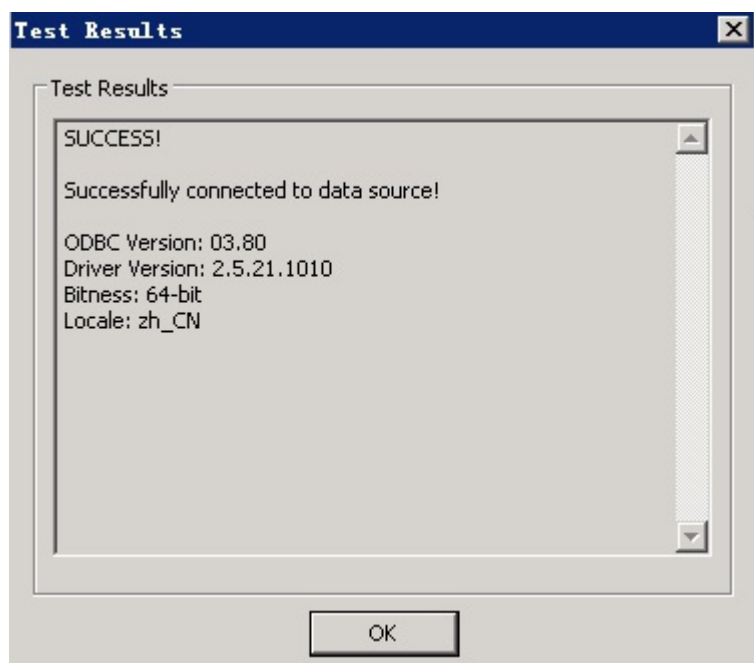 Test Results
Test Results
SUCCESS!
Successfully connected to data source!
ODBC Version: 03.80
Driver Version: 2.5.21.1010
Bitness: 64-bit
Locale: zh_CN
OK